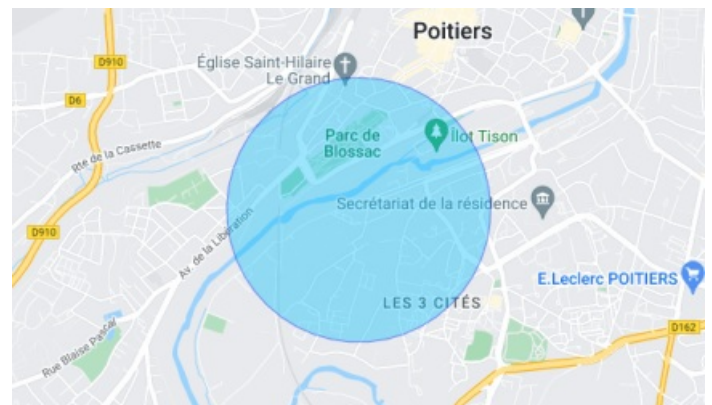 Poitiers
D910
Église Saint-Hilaire
Le Grand
D6
Parc de
Blossac
Îlot Tison
Rte de la Cassette
Secrétariat de la résidence
D910
Av. de la Libération
E.Leclerc POITIERS
LES 3 CITÉS
D162
Rue Blaise Pascal